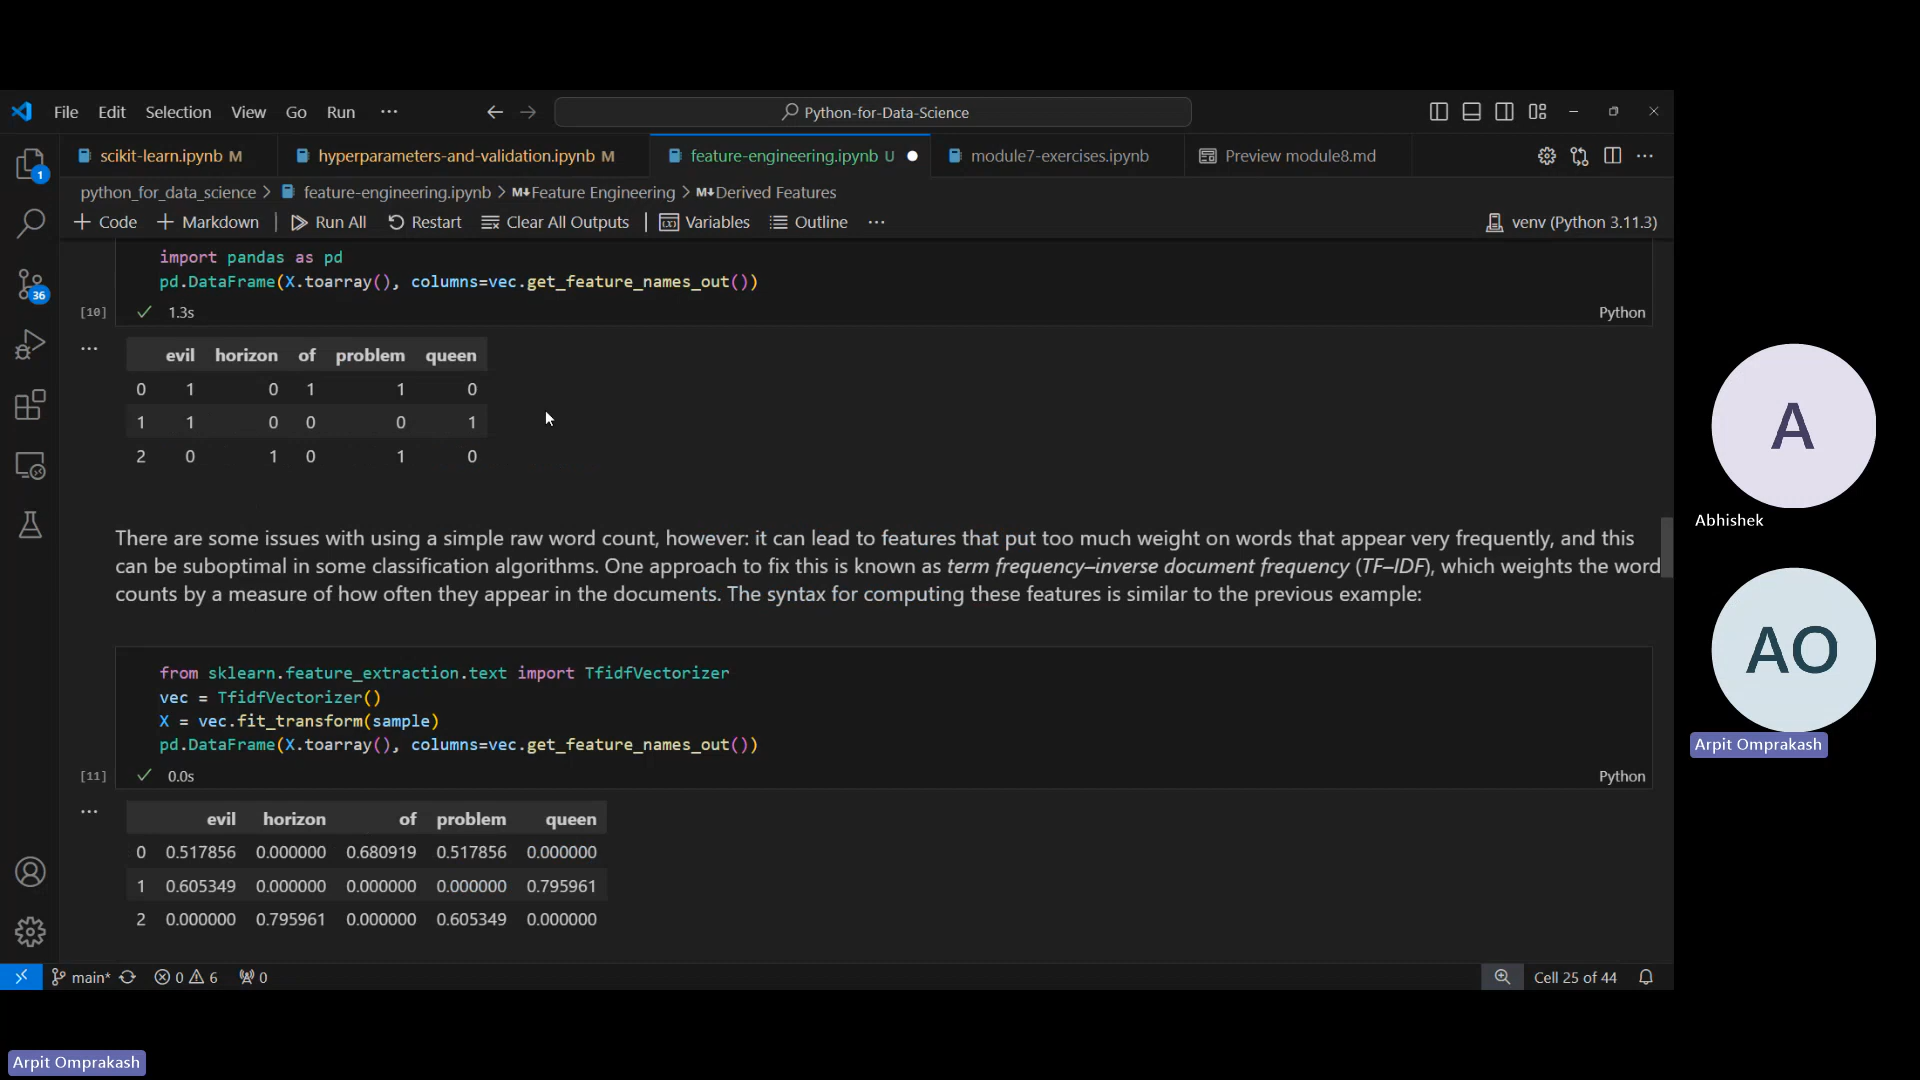 File Edit Selection View Go Run ··· Python-for-Data-Science
scikit-learn.ipynb M hyperparameters-and-validation.ipynb M feature-engineering.ipynb U module7-exercises.ipynb Preview module8.md
python_for_data_science > feature-engineering.ipynb > M↓Feature Engineering > M↓Derived Features
+ Code + Markdown Run All Restart Clear All Outputs Variables Outline ··· venv (Python 3.11.3)
import pandas as pd
pd.DataFrame(X.toarray(), columns=vec.get_feature_names_out())
[10] 1.3s Python
evil horizon of problem queen
0 1 0 1 1 0
1 1 0 0 0 1
2 0 1 0 1 0
There are some issues with using a simple raw word count, however: it can lead to features that put too much weight on words that appear very frequently, and this
can be suboptimal in some classification algorithms. One approach to fix this is known as term frequency–inverse document frequency (TF–IDF), which weights the word
counts by a measure of how often they appear in the documents. The syntax for computing these features is similar to the previous example:
from sklearn.feature_extraction.text import TfidfVectorizer
vec = TfidfVectorizer()
X = vec.fit_transform(sample)
pd.DataFrame(X.toarray(), columns=vec.get_feature_names_out())
[11] 0.0s Python
evil horizon of problem queen
0 0.517856 0.000000 0.680919 0.517856 0.000000
1 0.605349 0.000000 0.000000 0.000000 0.795961
2 0.000000 0.795961 0.000000 0.605349 0.000000
1
36
main* 0 6 0 Cell 25 of 44
A
Abhishek
AO
Arpit Omprakash
Arpit Omprakash